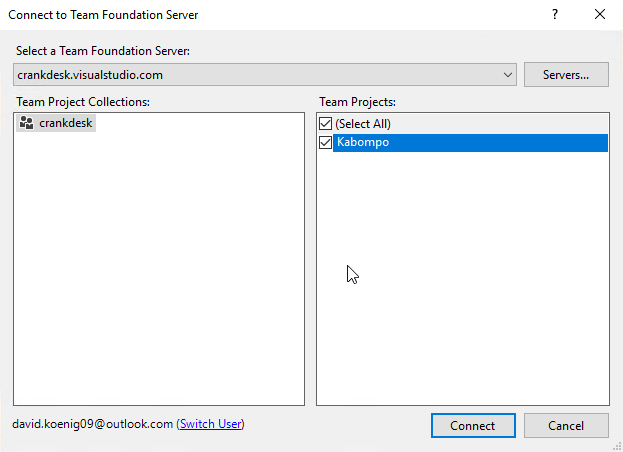 Connect to Team Foundation Server
?
Select a Team Foundation Server:
crankdesk.visualstudio.com
Servers...
Team Project Collections:
Team Projects:
crankdesk
(Select All)
Kabompo
david.koenig09@outlook.com (Switch User)
Connect
Cancel